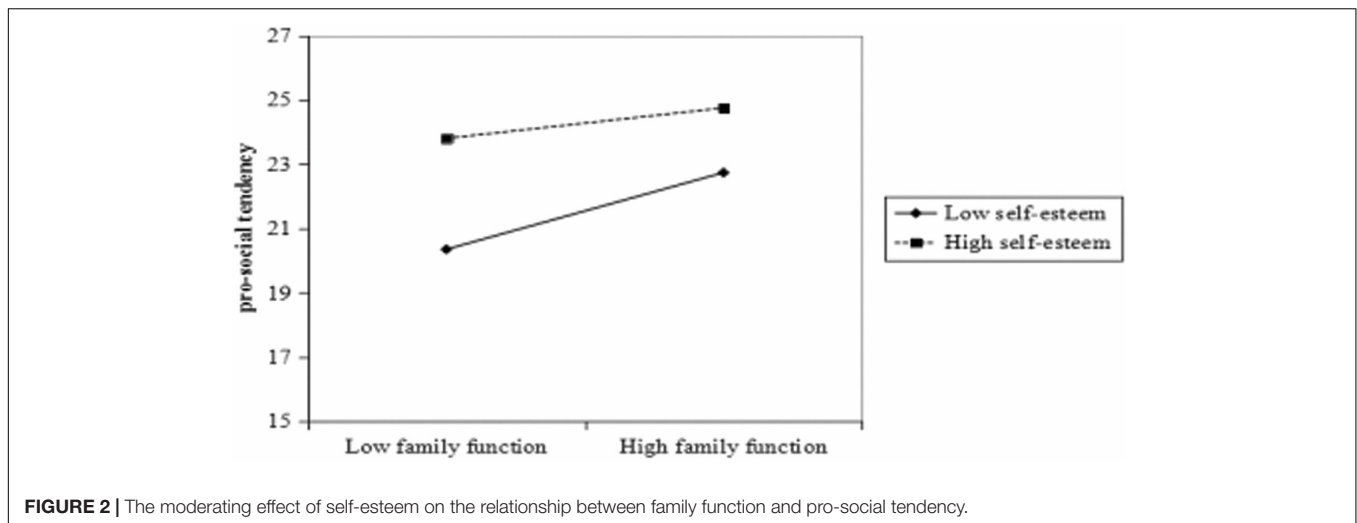 27
25
23
21
19
17
15
pro-social tendency
Low family function
High family function
Low self-esteem
High self-esteem
FIGURE 2 | The moderating effect of self-esteem on the relationship between family function and pro-social tendency.